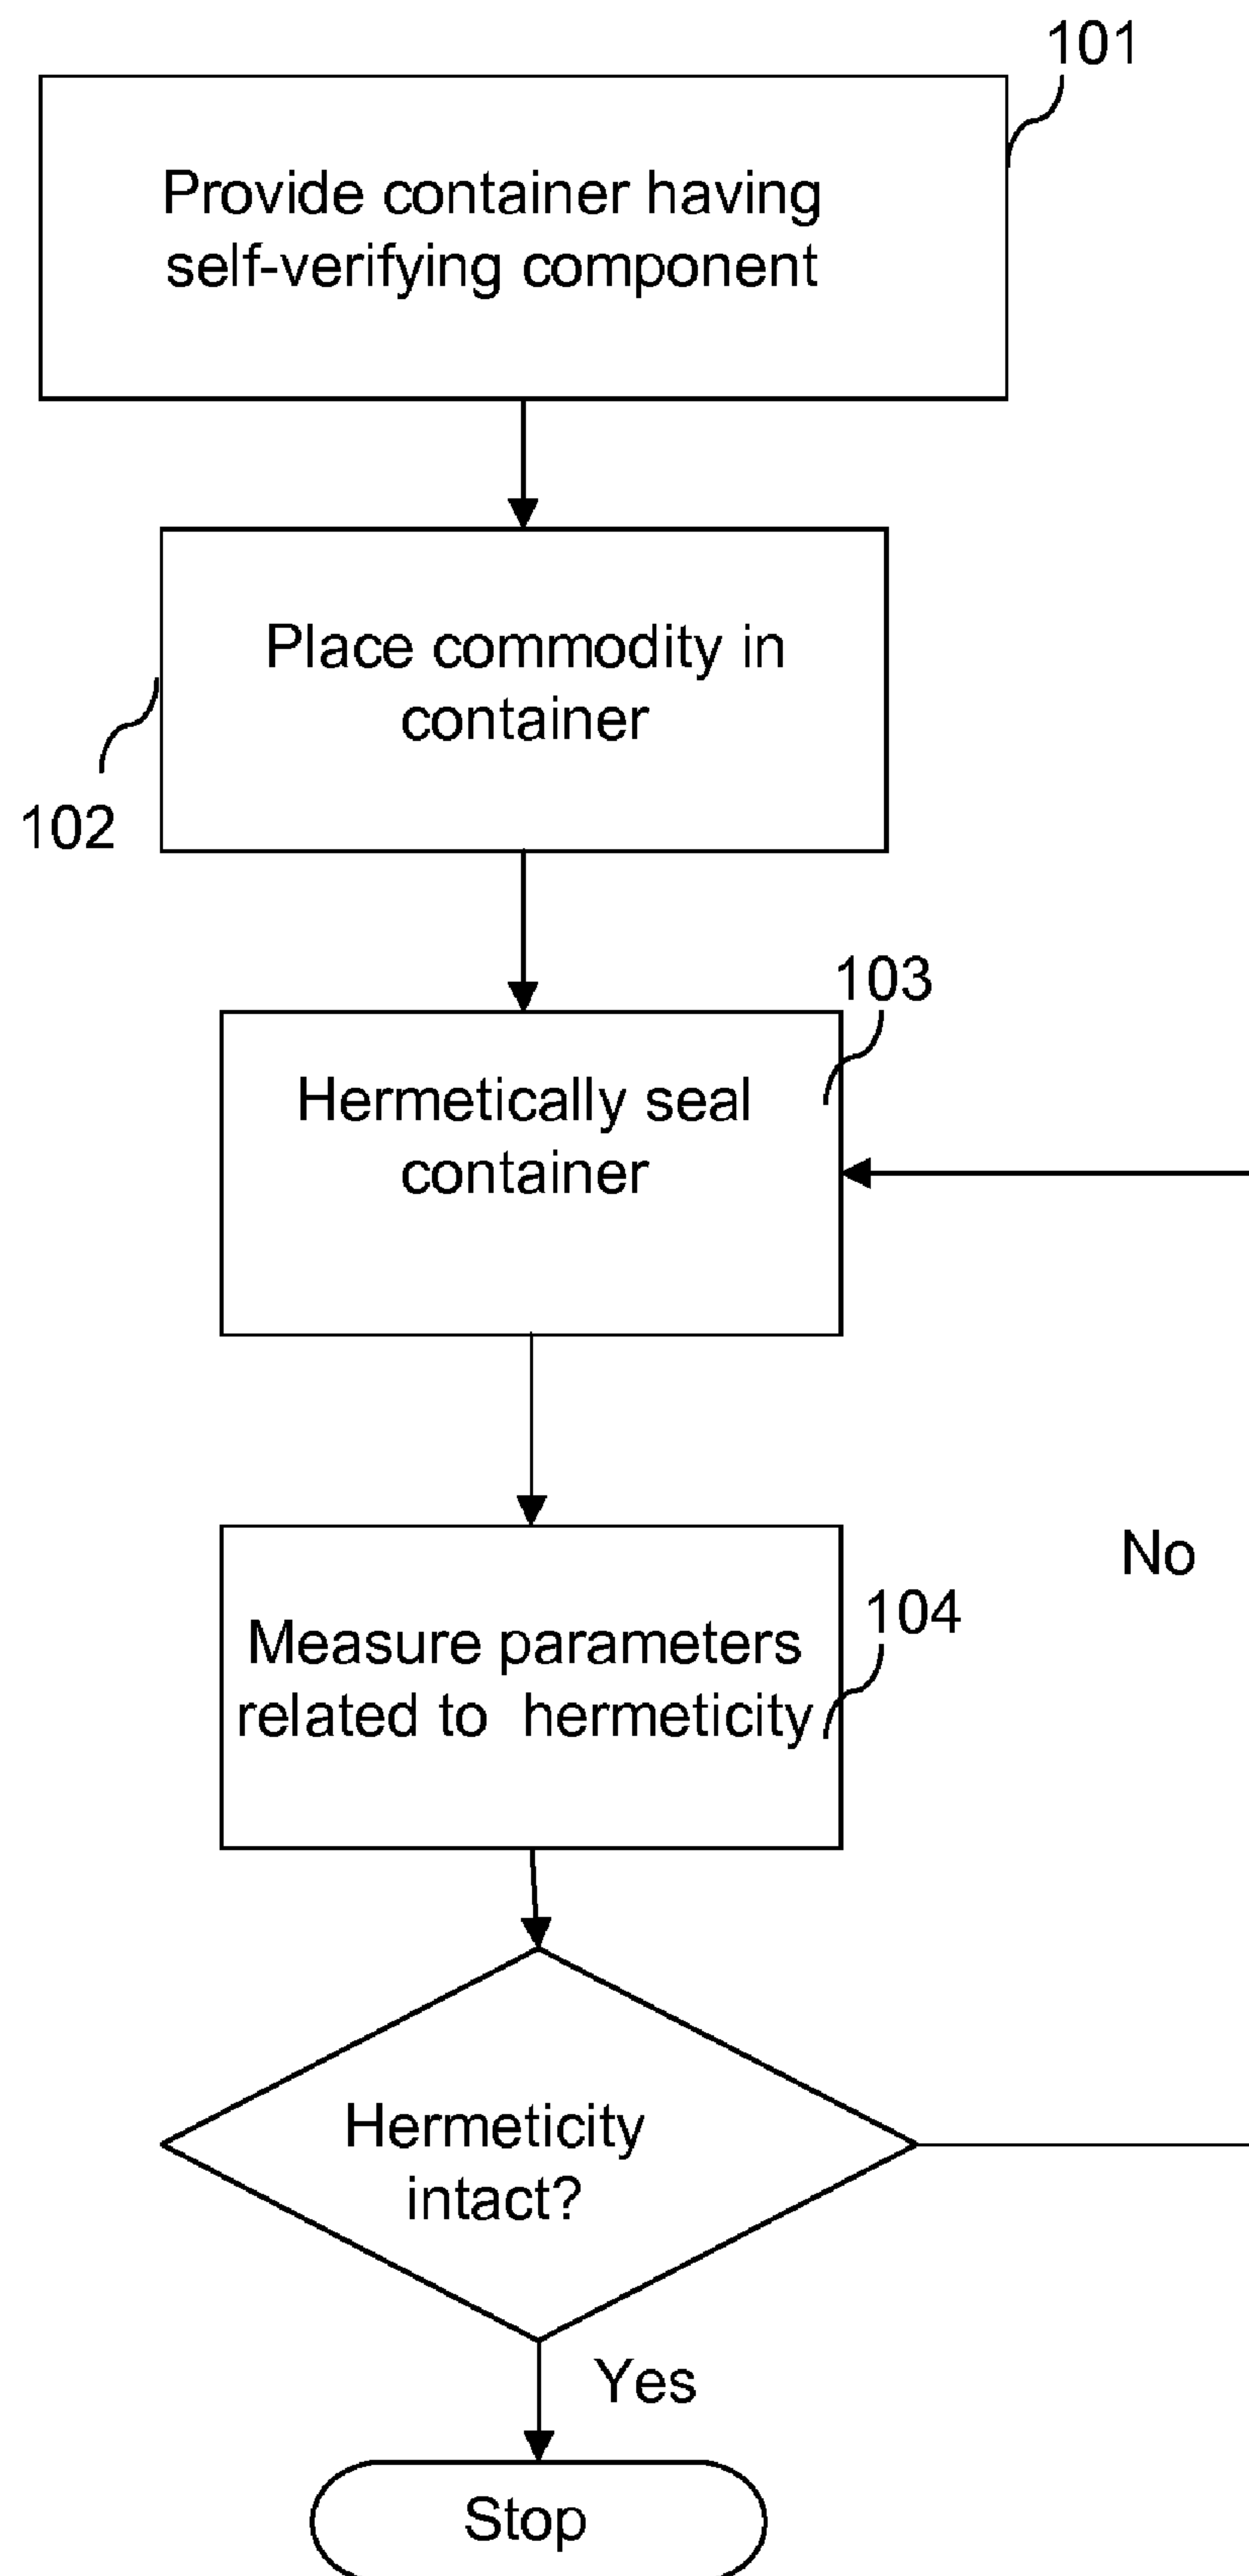 101
Provide container having
self-verifying component
Place commodity in
container
102
103
Hermetically seal
container
No
104
Measure parameters
related to  hermeticity
Hermeticity
intact?
Yes
Stop